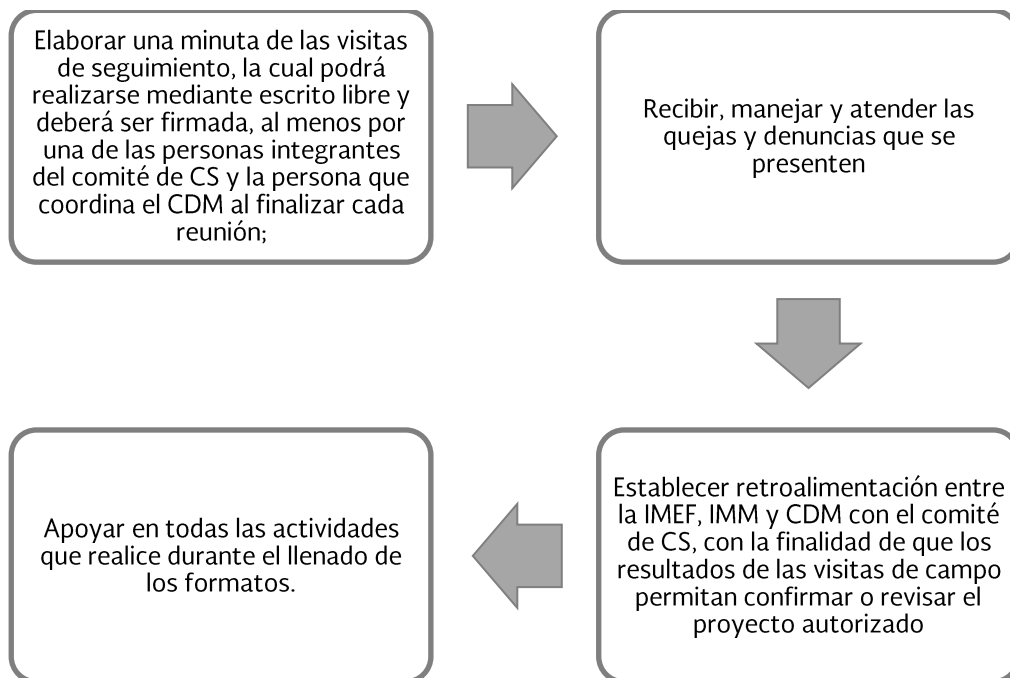 Elaborar una minuta de las visitas
de seguimiento, la cual podrá
realizarse mediante escrito libre y
deberá ser firmada, al menos por
una de las personas integrantes
del comité de CS y la persona que
coordina el CDM al finalizar cada
reunión;
Recibir, manejar y atender las
quejas y denuncias que se
presenten
Establecer retroalimentación entre
la IMEF, IMM y CDM con el comité
de CS, con la finalidad de que los
resultados de las visitas de campo
permitan confirmar o revisar el
proyecto autorizado
Apoyar en todas las actividades
que realice durante el llenado de
los formatos.